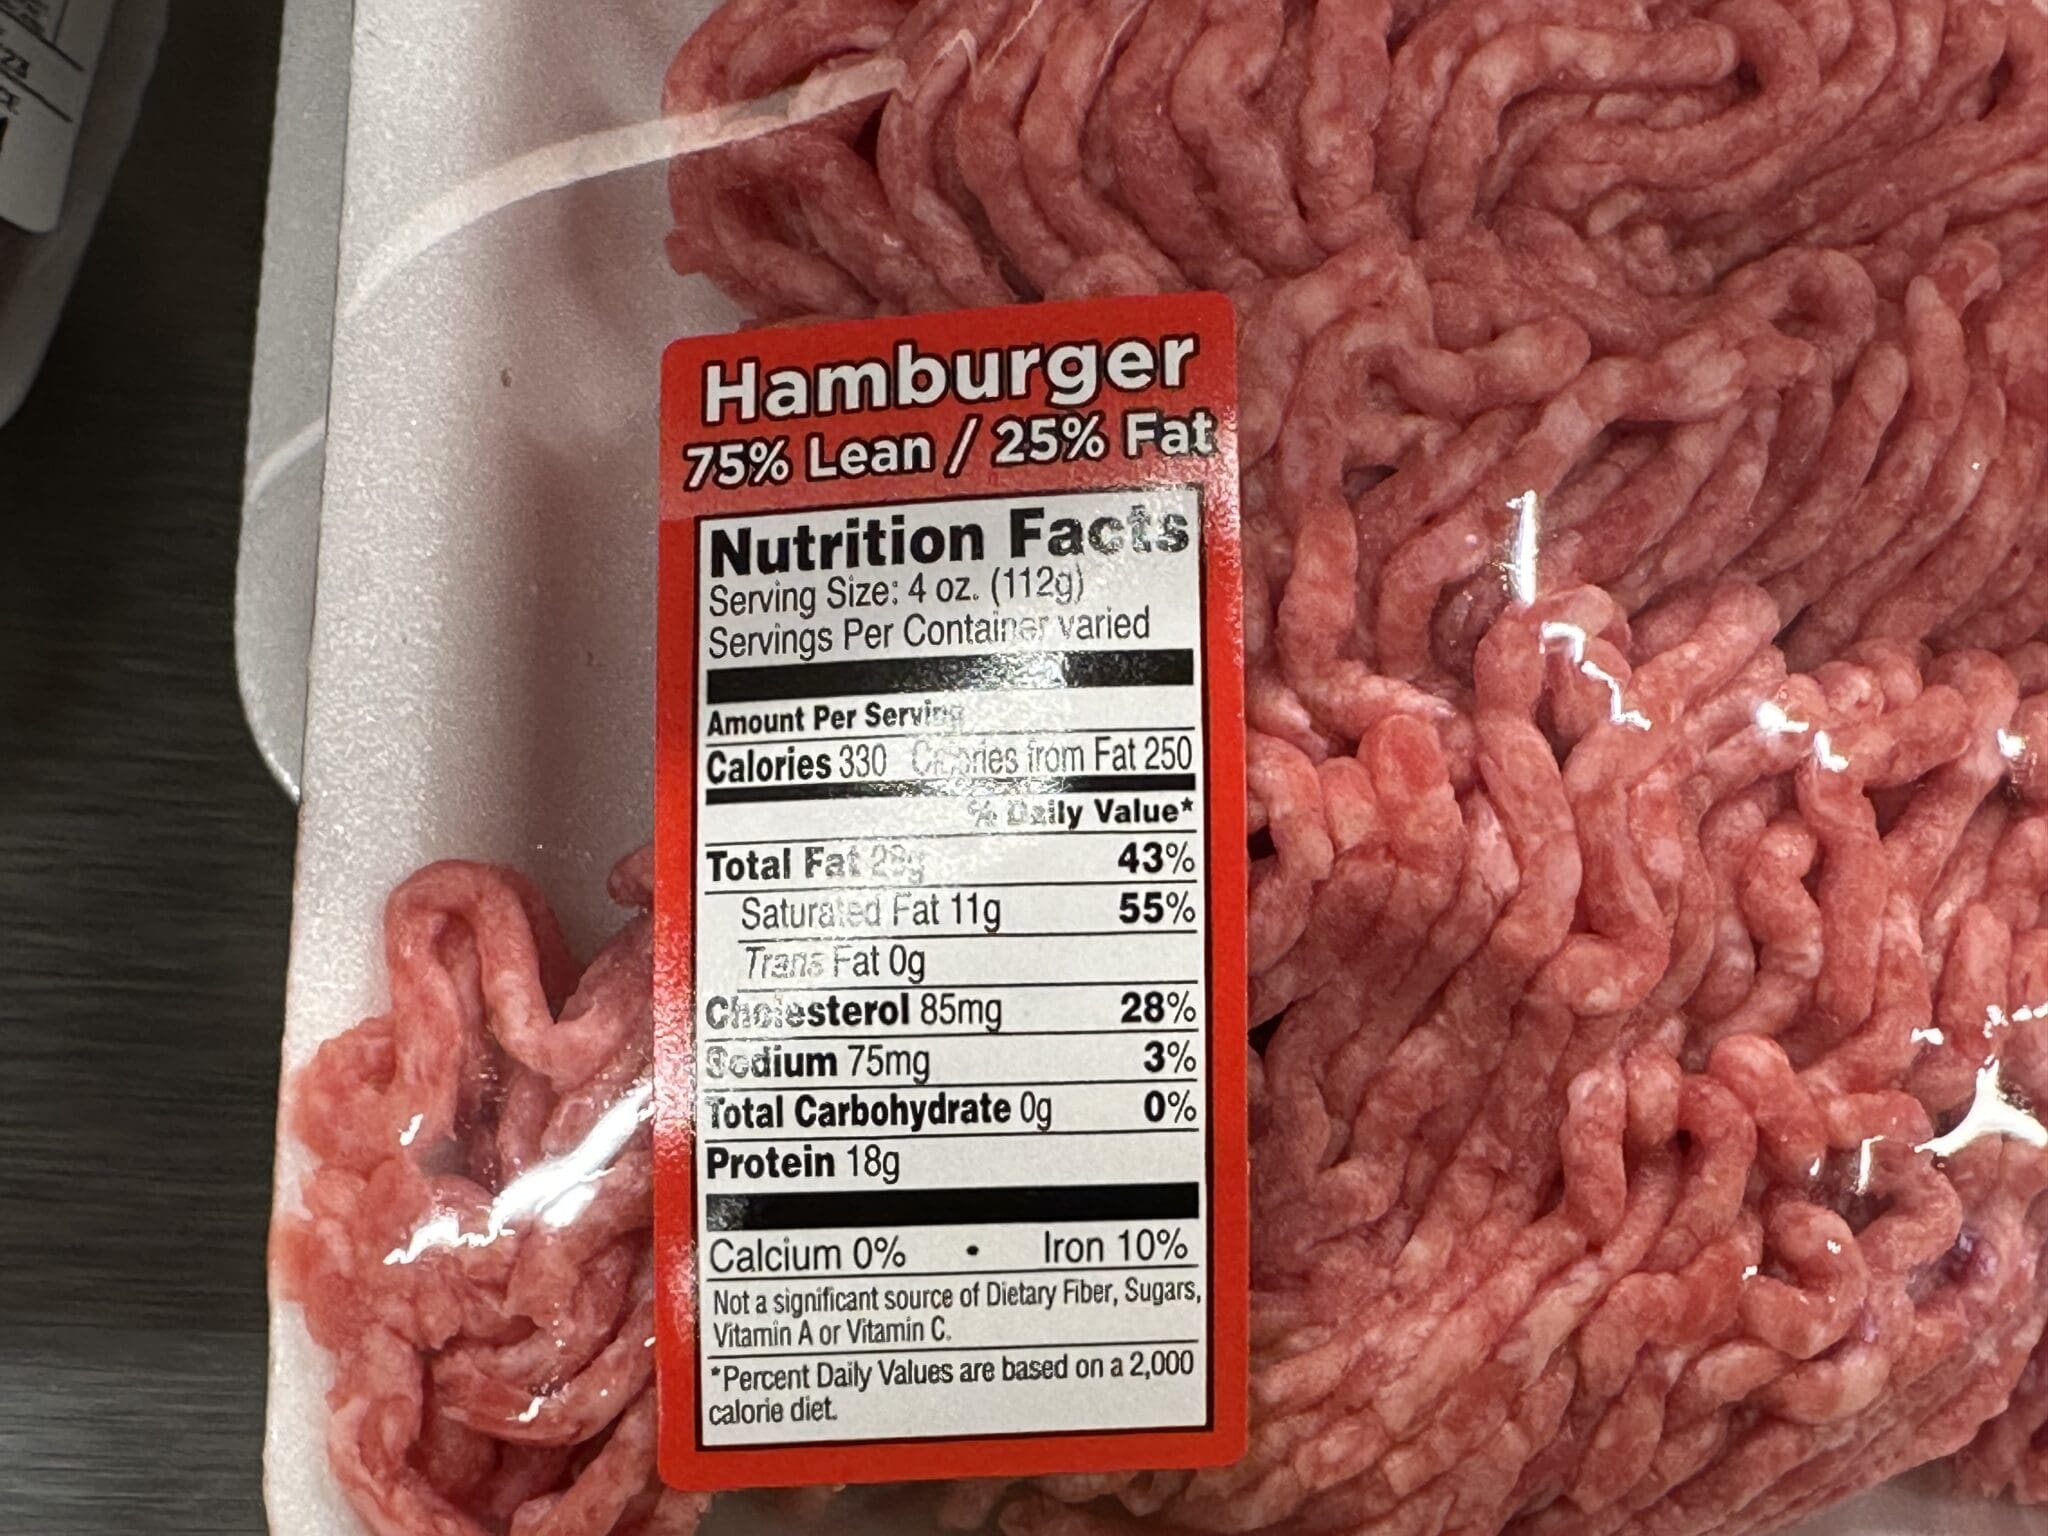 Hamburger
75% Lean / 25% Fat
Nutrition Facts
Serving Size: 4 oz. (112g)
Servings Per Container varied
Amount Per Serving
Calories 330 Calories from Fat 250
% Daily Value*
Total Fat 28g 43%
Saturated Fat 11g 55%
Trans Fat 0g
Cholesterol 85mg 28%
Sodium 75mg 3%
Total Carbohydrate 0g 0%
Protein 18g
Calcium 0% • Iron 10%
Not a significant source of Dietary Fiber, Sugars,
Vitamin A or Vitamin C.
*Percent Daily Values are based on a 2,000
calorie diet.